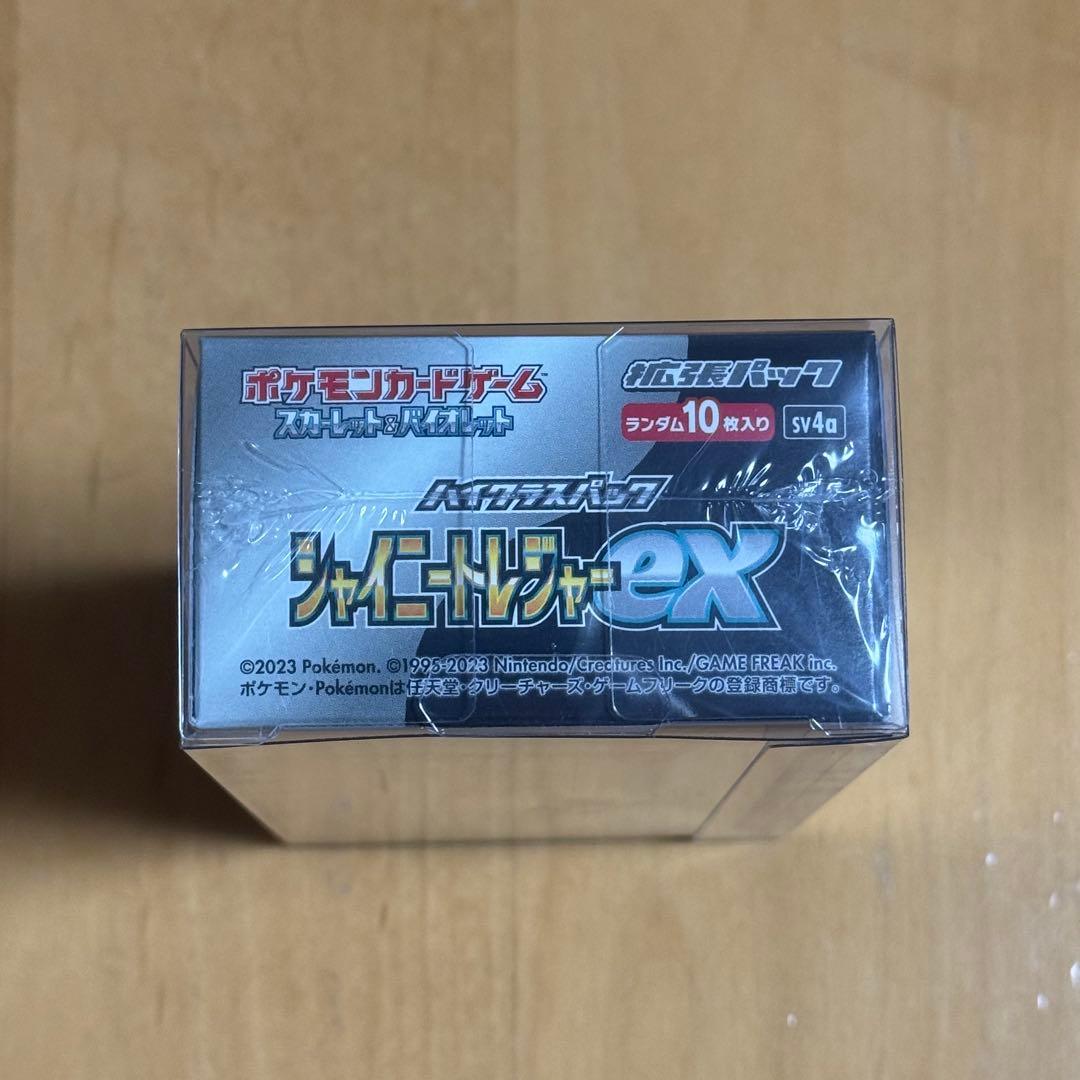 ポケモンカードゲーム
スカーレット&バイオレット
拡張パック
ランダム10枚入り sv4a
ハイクラスパック
シャイニートレジャーex
©2023 Pokémon. ©1995-2023 Nintendo/Creatures Inc./GAME FREAK inc.
ポケモン・Pokémonは任天堂・クリーチャーズ・ゲームフリークの登録商標です。